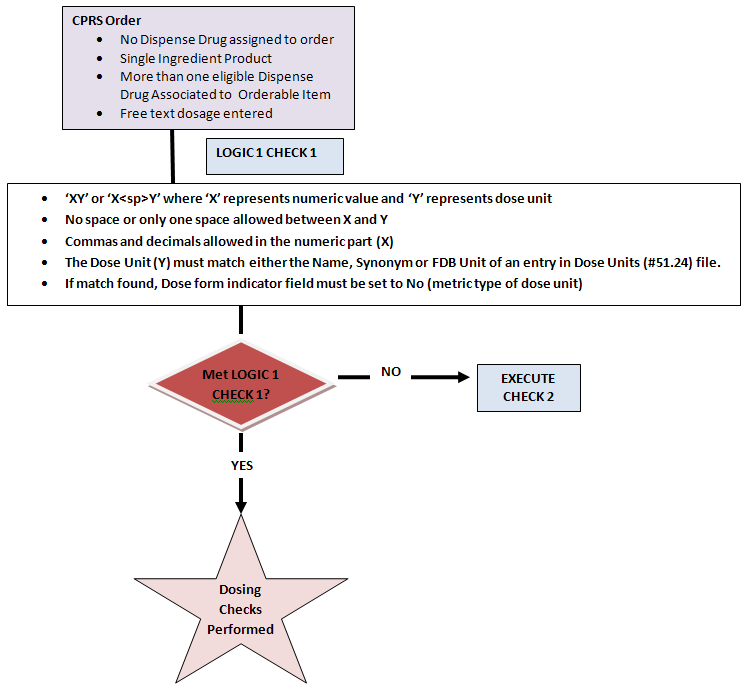 CPRS Order
• No Dispense Drug assigned to order
• Single Ingredient Product
• More than one eligible Dispense
Drug Associated to Orderable Item
• Free text dosage entered
LOGIC 1 CHECK 1
• ‘XY’ or ‘X<sp>Y’ where ‘X’ represents numeric value and ‘Y’ represents dose unit
• No space or only one space allowed between X and Y
• Commas and decimals allowed in the numeric part (X)
• The Dose Unit (Y) must match either the Name, Synonym or FDB Unit of an entry in Dose Units (#51.24) file.
• If match found, Dose form indicator field must be set to No (metric type of dose unit)
Met LOGIC 1
CHECK 1?
NO
EXECUTE
CHECK 2
YES
Dosing
Checks
Performed